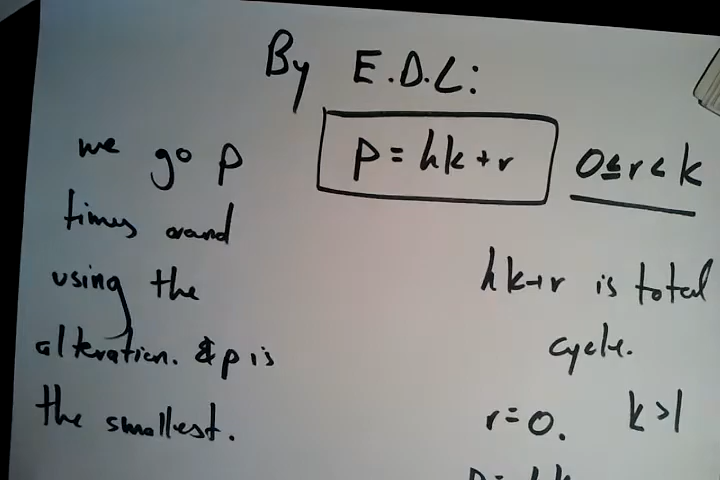 By E.D.L:
p = hk+r 0≤r<k
we go p
times around
using the
alteration. & p is
the smallest.
hk+r is total
cycle.
r=0. k>1
p = hk